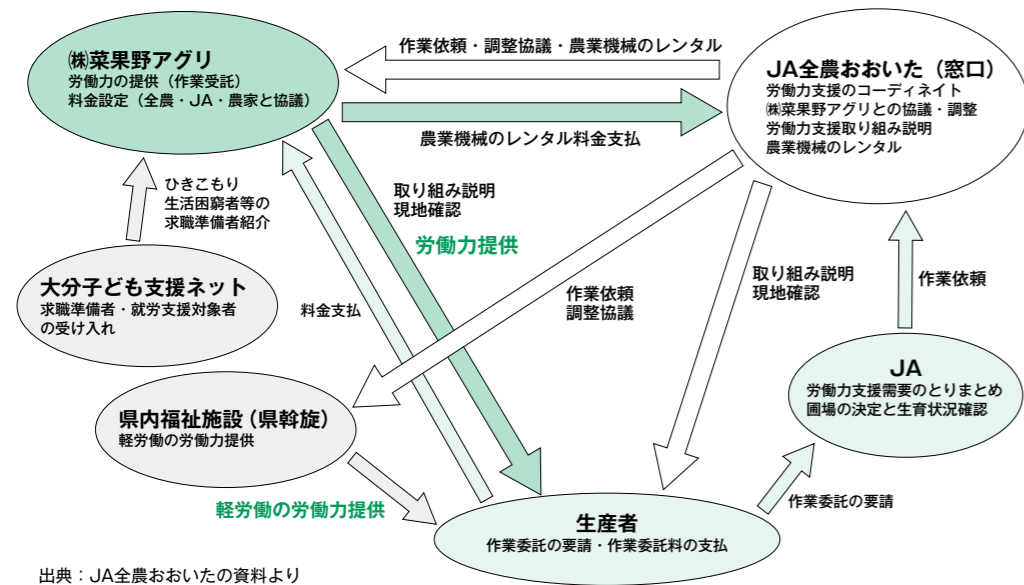 ㈱菜果野アグリ
労働力の提供（作業受託）
料金設定（全農・JA・農家と協議）
作業依頼・調整協議・農業機械のレンタル
農業機械のレンタル料金支払
JA全農おおいた（窓口）
労働力支援のコーディネイト
㈱菜果野アグリとの協議・調整
労働力支援取り組み説明
農業機械のレンタル
ひきこもり
生活困窮者等の
求職準備者紹介
取り組み説明
現地確認
労働力提供
大分子ども支援ネット
求職準備者・就労支援対象者
の受け入れ
料金支払
作業依頼
調整協議
取り組み説明
現地確認
作業依頼
JA
労働力支援需要のとりまとめ
圃場の決定と生育状況確認
県内福祉施設（県斡旋）
軽労働の労働力提供
軽労働の労働力提供
作業委託の要請
生産者
作業委託の要請・作業委託料の支払
出典：JA全農おおいたの資料より